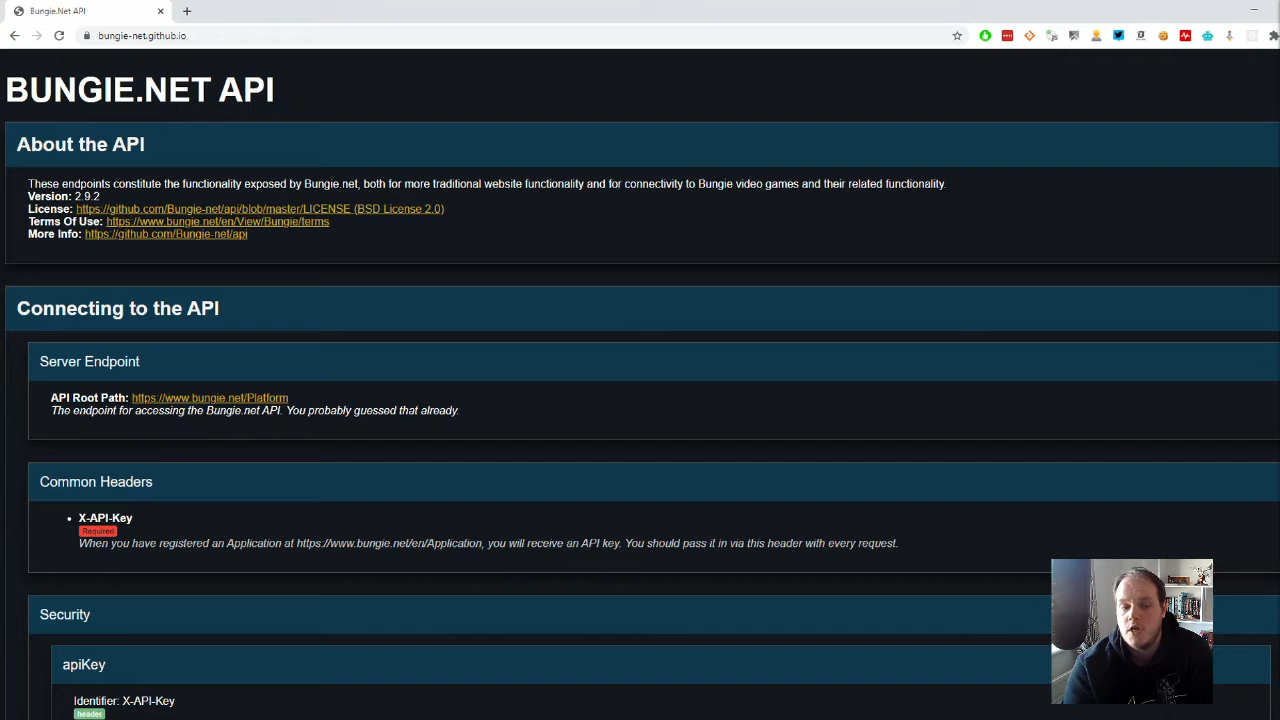 Bungie.Net API
bungie-net.github.io
BUNGIE.NET API
About the API
These endpoints constitute the functionality exposed by Bungie.net, both for more traditional website functionality and for connectivity to Bungie video games and their related functionality.
Version: 2.9.2
License: https://github.com/Bungie-net/api/blob/master/LICENSE (BSD License 2.0)
Terms Of Use: https://www.bungie.net/en/View/Bungie/terms
More Info: https://github.com/Bungie-net/api
Connecting to the API
Server Endpoint
API Root Path: https://www.bungie.net/Platform
The endpoint for accessing the Bungie.net API. You probably guessed that already.
Common Headers
X-API-Key
Required
When you have registered an Application at https://www.bungie.net/en/Application, you will receive an API key. You should pass it in via this header with every request.
Security
apiKey
Identifier: X-API-Key
header